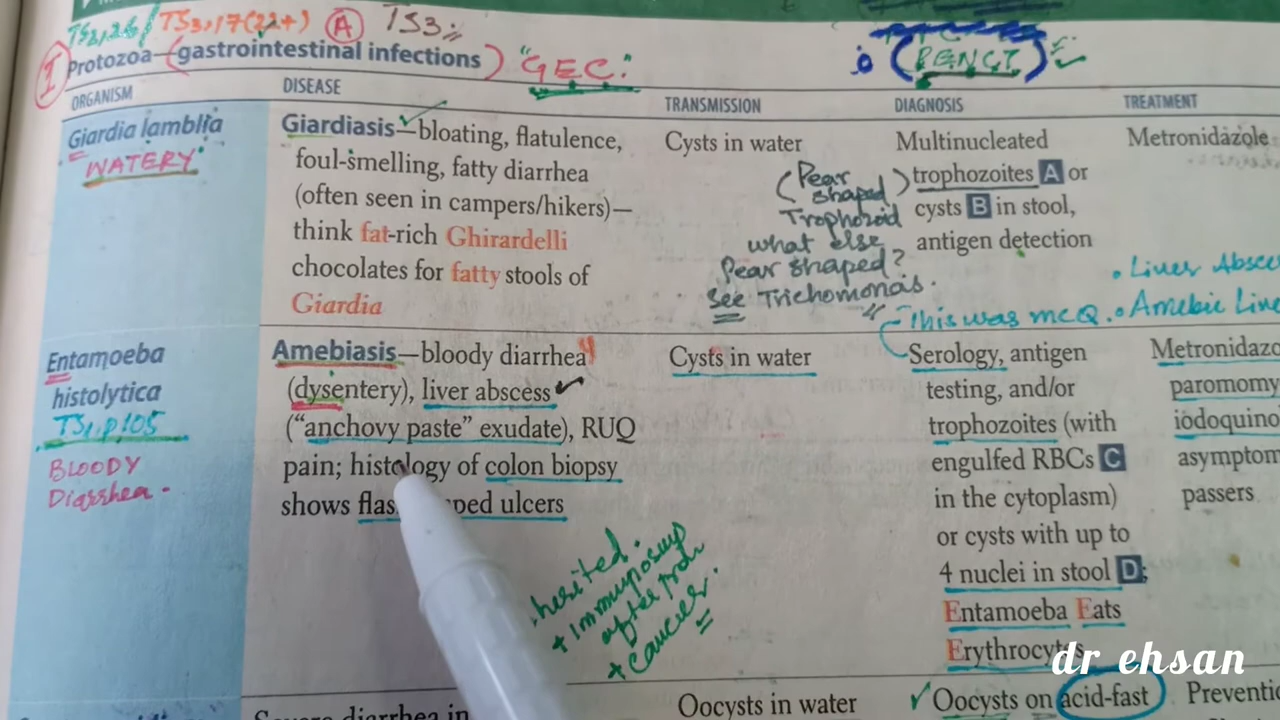 TS3, 17 (22+) A TS3
I Protozoa—(gastrointestinal infections) "GEC."
(PENCT)
ORGANISM DISEASE TRANSMISSION DIAGNOSIS TREATMENT
Giardia lamblia
"WATERY"
Giardiasis—bloating, flatulence,
foul-smelling, fatty diarrhea
(often seen in campers/hikers)—
think fat-rich Ghirardelli
chocolates for fatty stools of
Giardia
Cysts in water
(Pear
shaped)
Trophozoid
what else
Pear shaped?
See Trichomonas.
Multinucleated
trophozoites A or
cysts B in stool,
antigen detection
Metronidazole
This was mcQ.
• Liver Absce
• Amebic Live
Entamoeba
histolytica
TS1, p105
BLOODY
Diarrhea.
Amebiasis—bloody diarrhea
(dysentery), liver abscess
("anchovy paste" exudate), RUQ
pain; histology of colon biopsy
shows flas ped ulcers
herited.
+ Immunosup
+ Cancer.
Cysts in water
Serology, antigen
testing, and/or
trophozoites (with
engulfed RBCs C
in the cytoplasm)
or cysts with up to
4 nuclei in stool D;
Entamoeba Eats
Erythrocytes
Metronidazo
paromomy
iodoquino
asymptom
passers
dr ehsan
Severe diarrhea in
Oocysts in water
Oocysts on acid-fast
Preventio